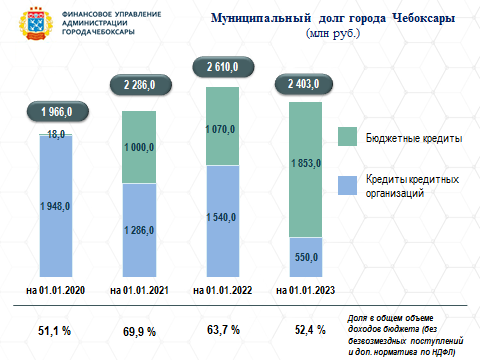 ФИНАНСОВОЕ УПРАВЛЕНИЕ
АДМИНИСТРАЦИИ
ГОРОДА ЧЕБОКСАРЫ
Муниципальный долг города Чебоксары
(млн руб.)
2 610,0
2 286,0
2 403,0
1 966,0
18,0
1 070,0
1 000,0
Бюджетные кредиты
1 853,0
Кредиты кредитных
организаций
1 948,0
1 540,0
1 286,0
550,0
на 01.01.2020
на 01.01.2021
на 01.01.2022
на 01.01.2023
51,1 %
69,9 %
63,7 %
52,4 %
Доля в общем объеме
доходов бюджета (без
безвозмездных поступлений
и доп. норматива по НДФЛ)